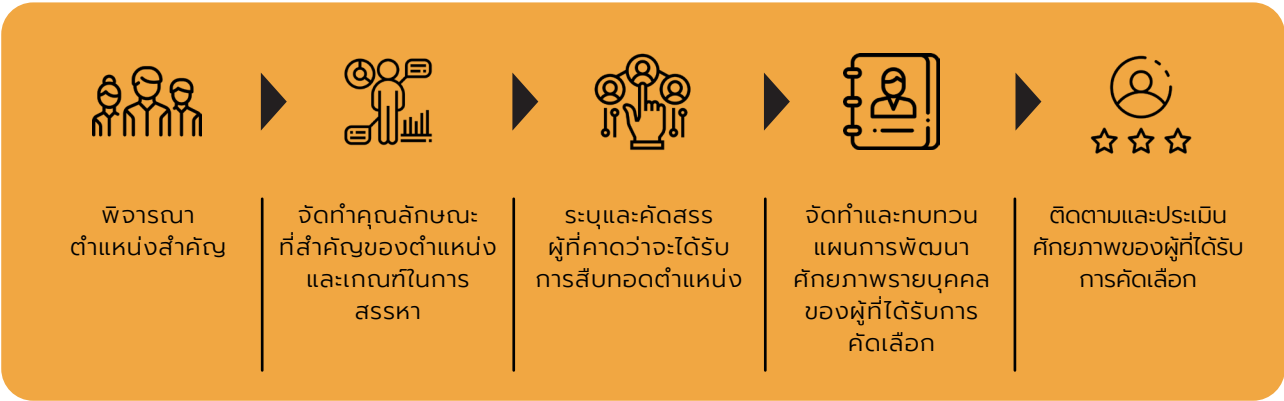 พิจารณา
ตำแหน่งสำคัญ
จัดทำคุณลักษณะ
ที่สำคัญของตำแหน่ง
และเกณฑ์ในการ
สรรหา
ระบุและคัดสรร
ผู้ที่คาดว่าจะได้รับ
การสืบทอดตำแหน่ง
จัดทำและทบทวน
แผนการพัฒนา
ศักยภาพรายบุคคล
ของผู้ที่ได้รับการ
คัดเลือก
ติดตามและประเมิน
ศักยภาพของผู้ที่ได้รับ
การคัดเลือก